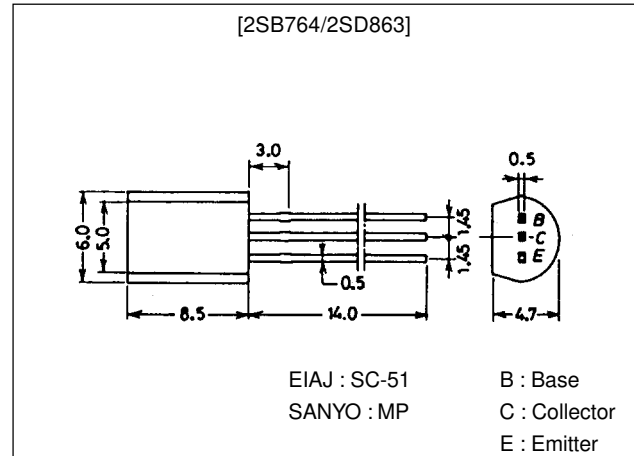 [2SB764/2SD863]
3.0
0.5
6.0
5.0
1.45
1.45
B
C
E
0.5
8.5
14.0
4.7
EIAJ : SC-51
B : Base
SANYO : MP
C : Collector
E : Emitter